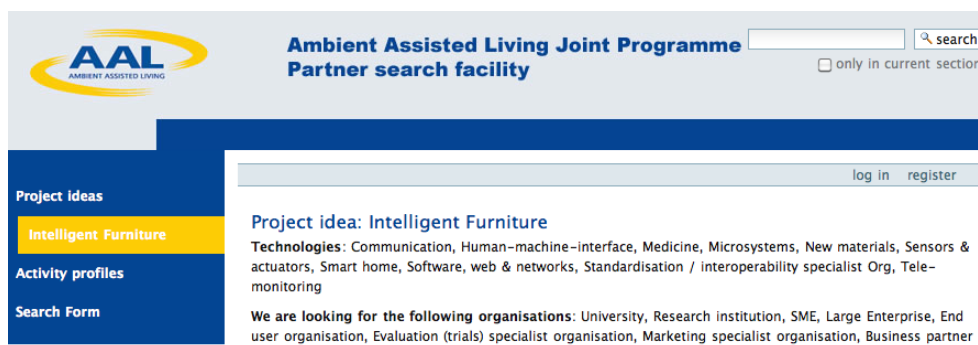 AAL
AMBIENT ASSISTED LIVING
Ambient Assisted Living Joint Programme
Partner search facility
search
only in current section
log in register
Project ideas
Intelligent Furniture
Activity profiles
Search Form
Project idea: Intelligent Furniture
Technologies: Communication, Human-machine-interface, Medicine, Microsystems, New materials, Sensors &
actuators, Smart home, Software, web & networks, Standardisation / interoperability specialist Org, Tele-
monitoring
We are looking for the following organisations: University, Research institution, SME, Large Enterprise, End
user organisation, Evaluation (trials) specialist organisation, Marketing specialist organisation, Business partner